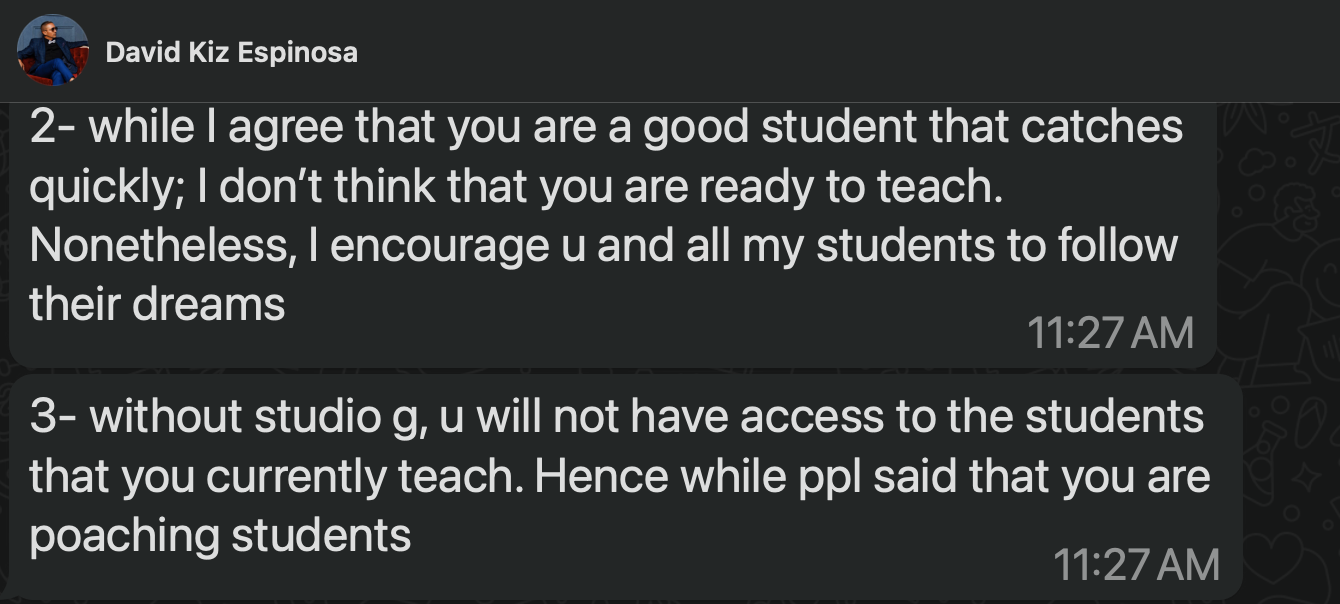 David Kiz Espinosa
2- while I agree that you are a good student that catches
quickly; I don’t think that you are ready to teach.
Nonetheless, I encourage u and all my students to follow
their dreams
11:27 AM
3- without studio g, u will not have access to the students
that you currently teach. Hence while ppl said that you are
poaching students
11:27 AM